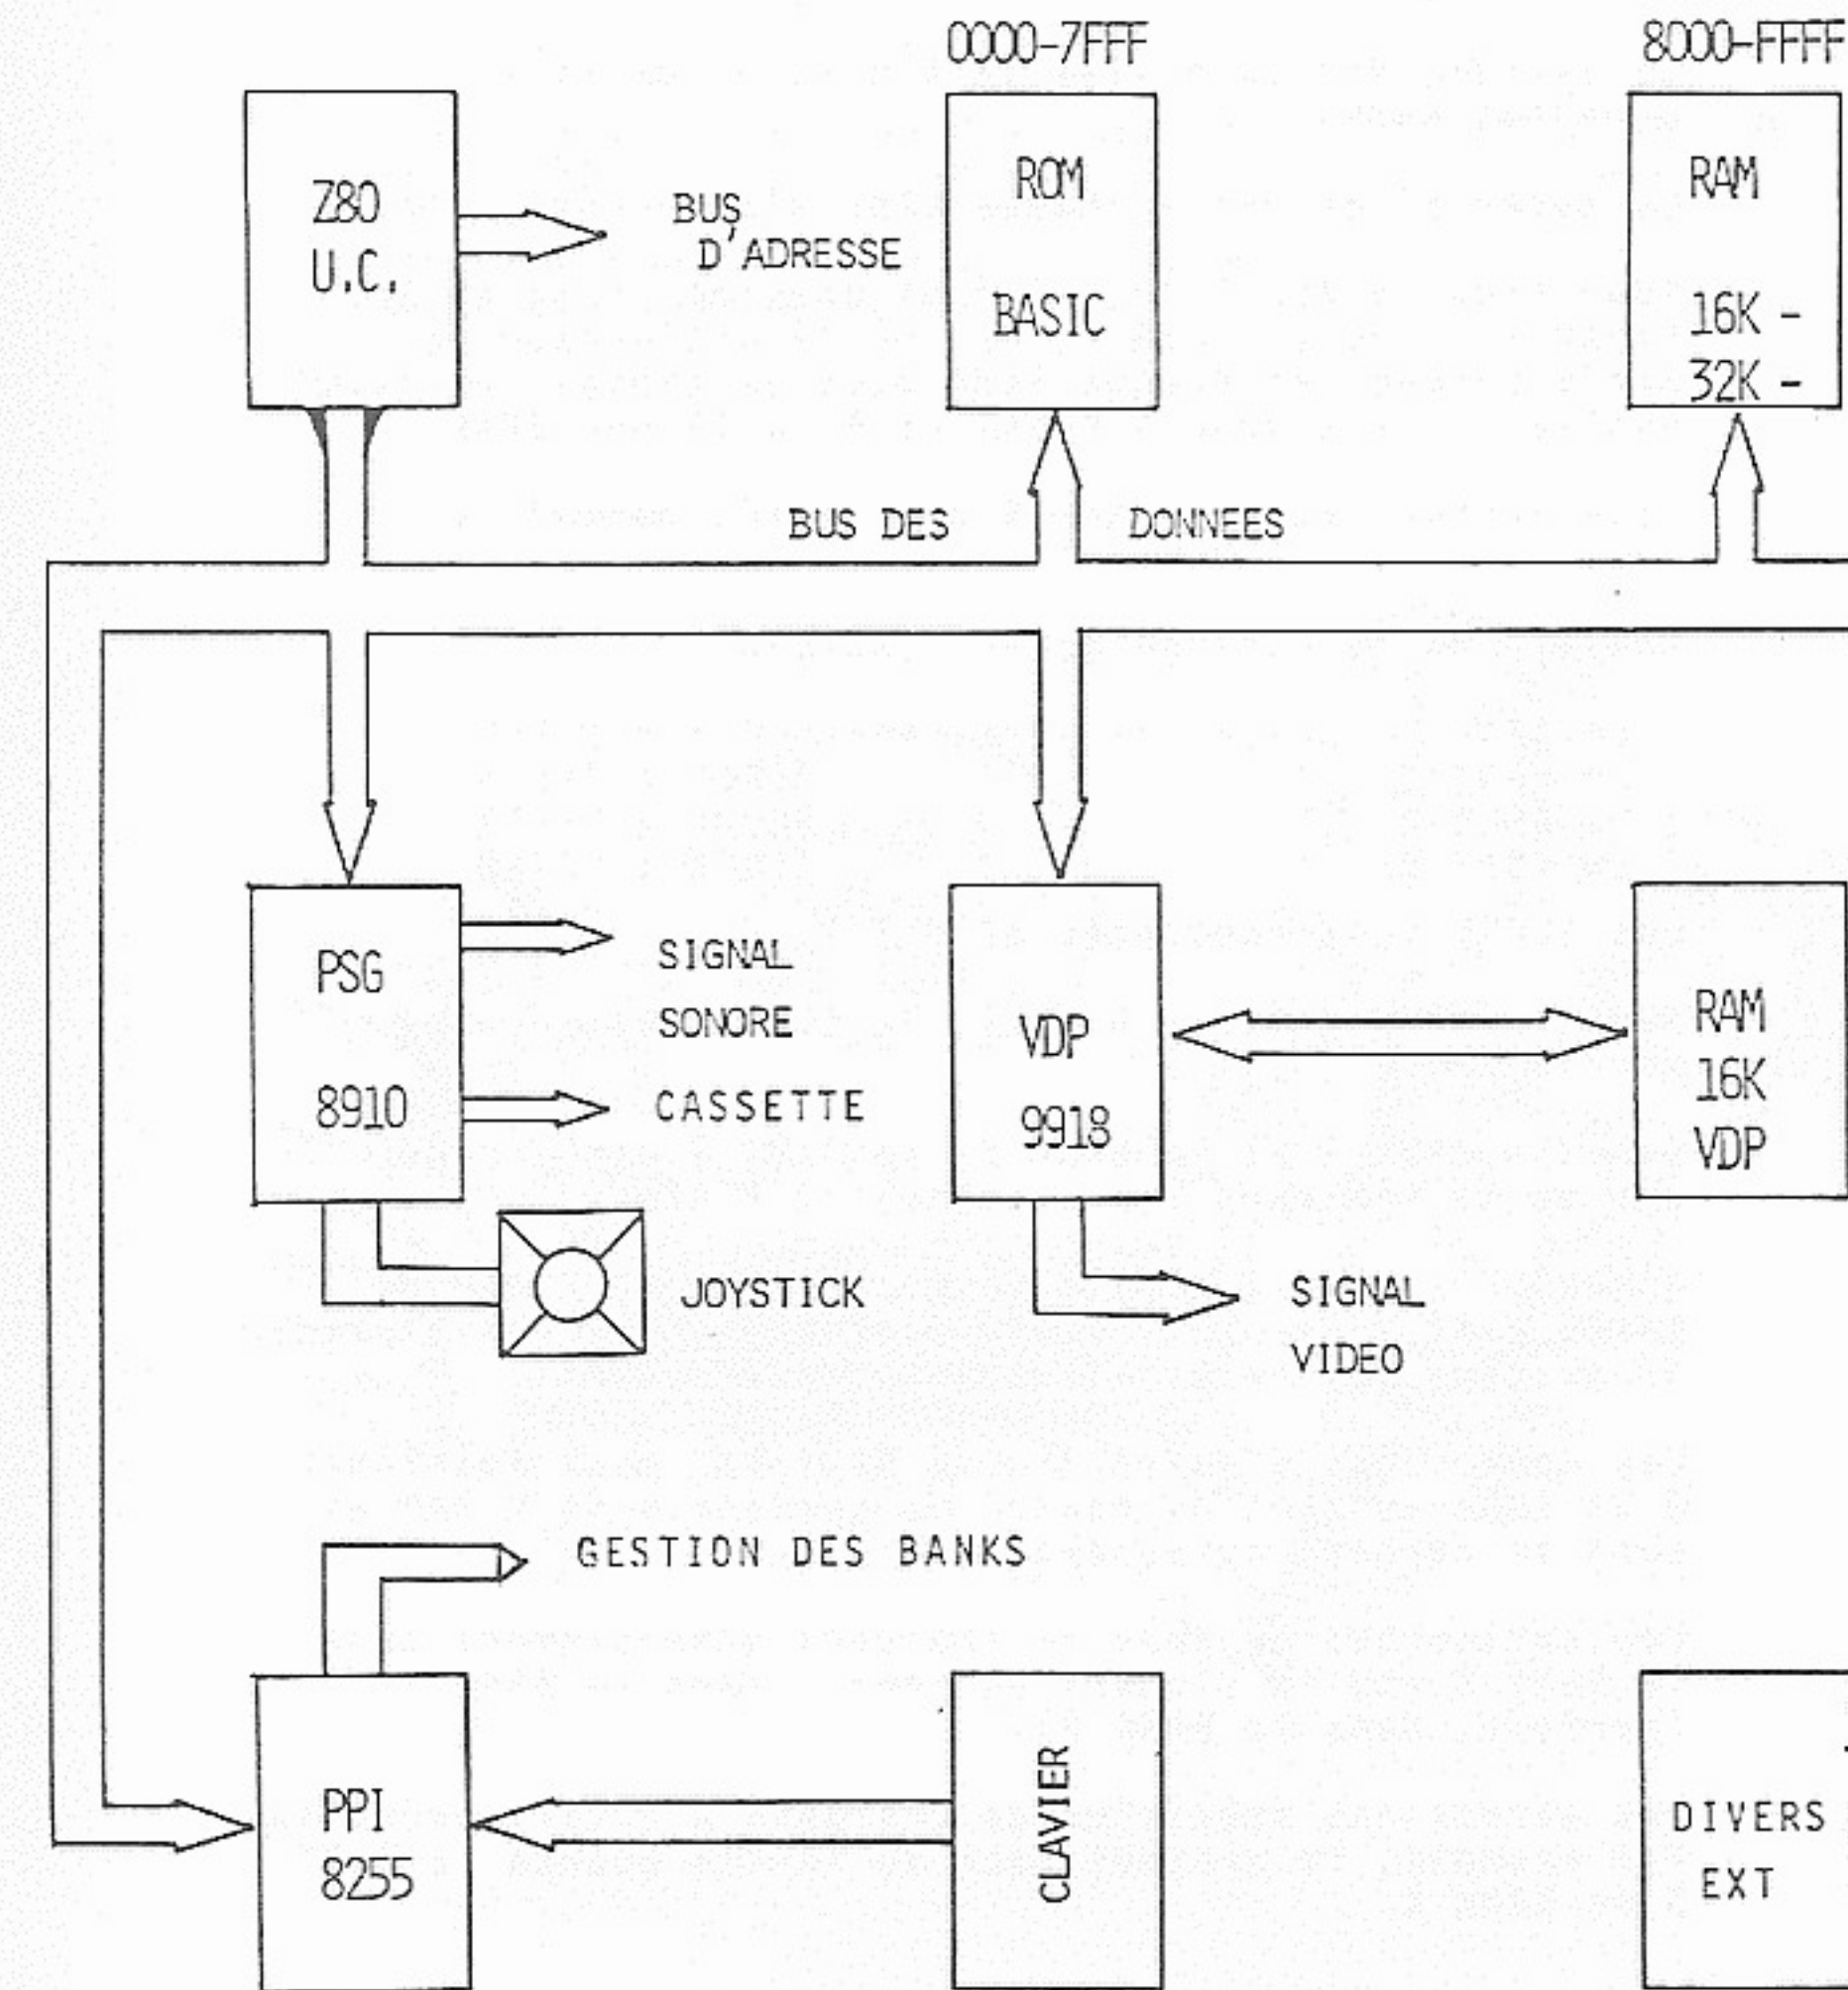 0000-7FFF
8000-FFFF
Z80
U.C.
BUS
D'ADRESSE
ROM
BASIC
RAM
16K -
32K -
BUS DES DONNEES
PSG
8910
SIGNAL
SONORE
CASSETTE
JOYSTICK
VDP
9918
RAM
16K
VDP
SIGNAL
VIDEO
GESTION DES BANKS
PPI
8255
CLAVIER
DIVERS
EXT